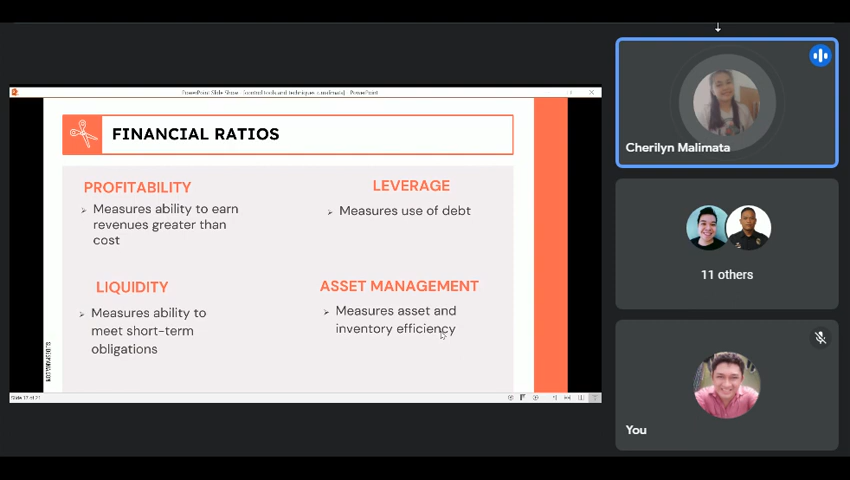 FINANCIAL RATIOS
PROFITABILITY
Measures ability to earn
revenues greater than
cost
LEVERAGE
Measures use of debt
LIQUIDITY
Measures ability to
meet short-term
obligations
ASSET MANAGEMENT
Measures asset and
inventory efficiency
Cherilyn Malimata
11 others
You